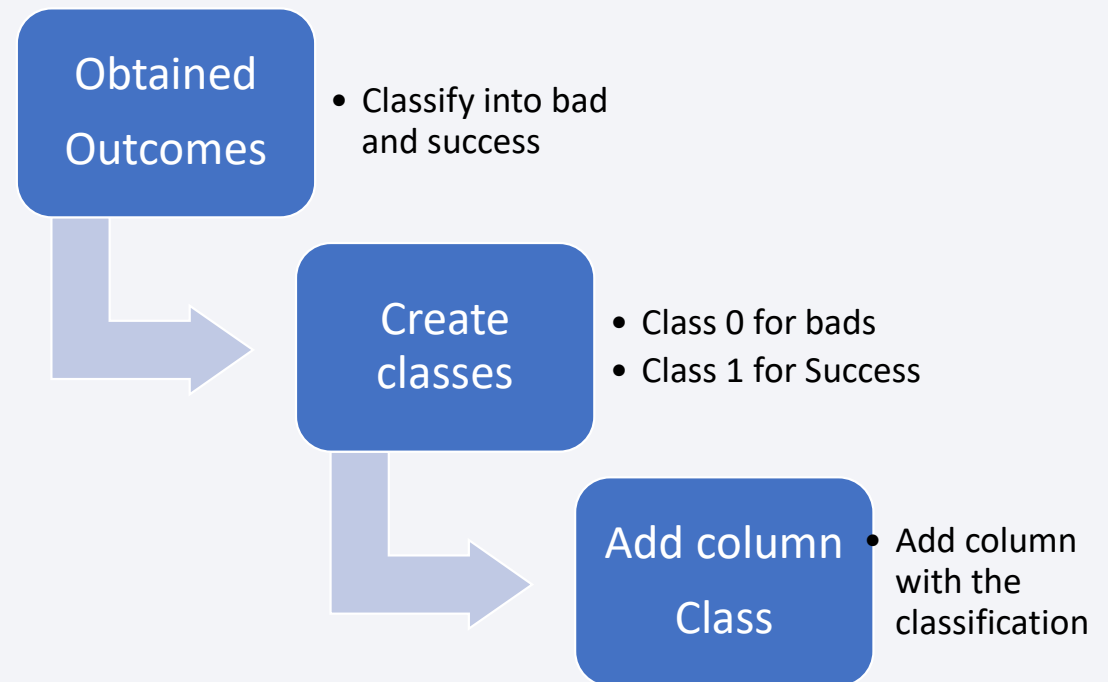 Obtained
Outcomes
• Classify into bad
and success
Create
classes
• Class 0 for bads
• Class 1 for Success
Add column
Class
• Add column
with the
classification